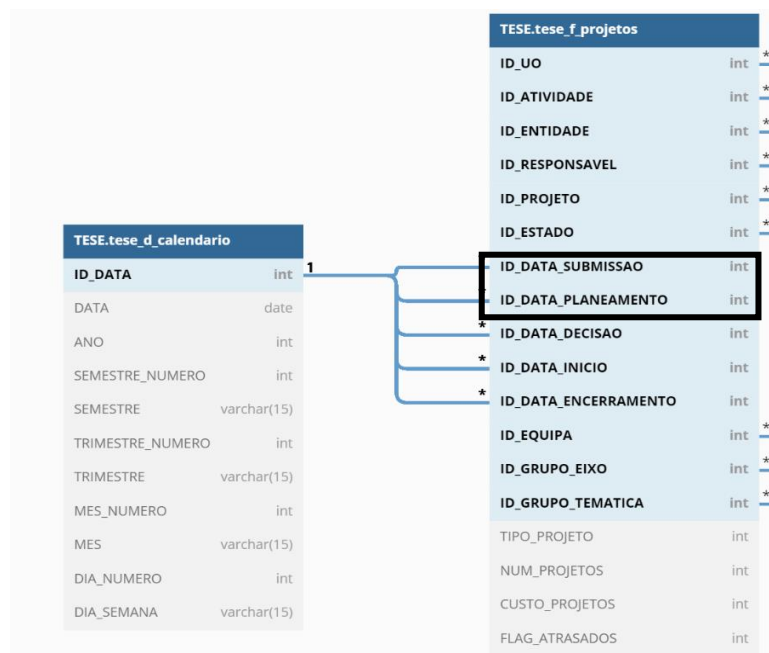 TESE.tese_f_projetos
ID_UO int *
ID_ATIVIDADE int *
ID_ENTIDADE int *
ID_RESPONSAVEL int *
ID_PROJETO int *
ID_ESTADO int *
ID_DATA_SUBMISSAO int
ID_DATA_PLANEAMENTO int
* ID_DATA_DECISAO int
* ID_DATA_INICIO int
* ID_DATA_ENCERRAMENTO int
ID_EQUIPA int *
ID_GRUPO_EIXO int *
ID_GRUPO_TEMATICA int *
TIPO_PROJETO int
NUM_PROJETOS int
CUSTO_PROJETOS int
FLAG_ATRASADOS int
TESE.tese_d_calendario
ID_DATA int 1
DATA date
ANO int
SEMESTRE_NUMERO int
SEMESTRE varchar(15)
TRIMESTRE_NUMERO int
TRIMESTRE varchar(15)
MES_NUMERO int
MES varchar(15)
DIA_NUMERO int
DIA_SEMANA varchar(15)